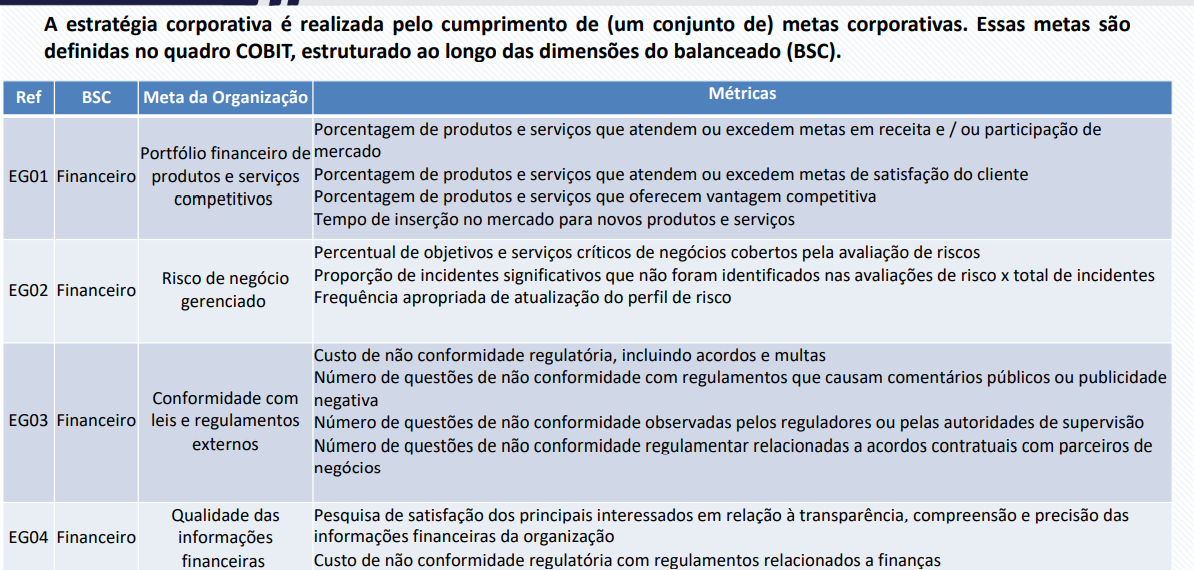 A estratégia corporativa é realizada pelo cumprimento de (um conjunto de) metas corporativas. Essas metas são
definidas no quadro COBIT, estruturado ao longo das dimensões do balanceado (BSC).
Ref BSC Meta da Organização Métricas
EG01 Financeiro
Portfólio financeiro de
produtos e serviços
competitivos
Porcentagem de produtos e serviços que atendem ou excedem metas em receita e / ou participação de
mercado
Porcentagem de produtos e serviços que atendem ou excedem metas de satisfação do cliente
Porcentagem de produtos e serviços que oferecem vantagem competitiva
Tempo de inserção no mercado para novos produtos e serviços
EG02 Financeiro
Risco de negócio
gerenciado
Percentual de objetivos e serviços críticos de negócios cobertos pela avaliação de riscos
Proporção de incidentes significativos que não foram identificados nas avaliações de risco x total de incidentes
Frequência apropriada de atualização do perfil de risco
EG03 Financeiro
Conformidade com
leis e regulamentos
externos
Custo de não conformidade regulatória, incluindo acordos e multas
Número de questões de não conformidade com regulamentos que causam comentários públicos ou publicidade
negativa
Número de questões de não conformidade observadas pelos reguladores ou pelas autoridades de supervisão
Número de questões de não conformidade regulamentar relacionadas a acordos contratuais com parceiros de
negócios
EG04 Financeiro
Qualidade das
informações
financeiras
Pesquisa de satisfação dos principais interessados em relação à transparência, compreensão e precisão das
informações financeiras da organização
Custo de não conformidade regulatória com regulamentos relacionados a finanças